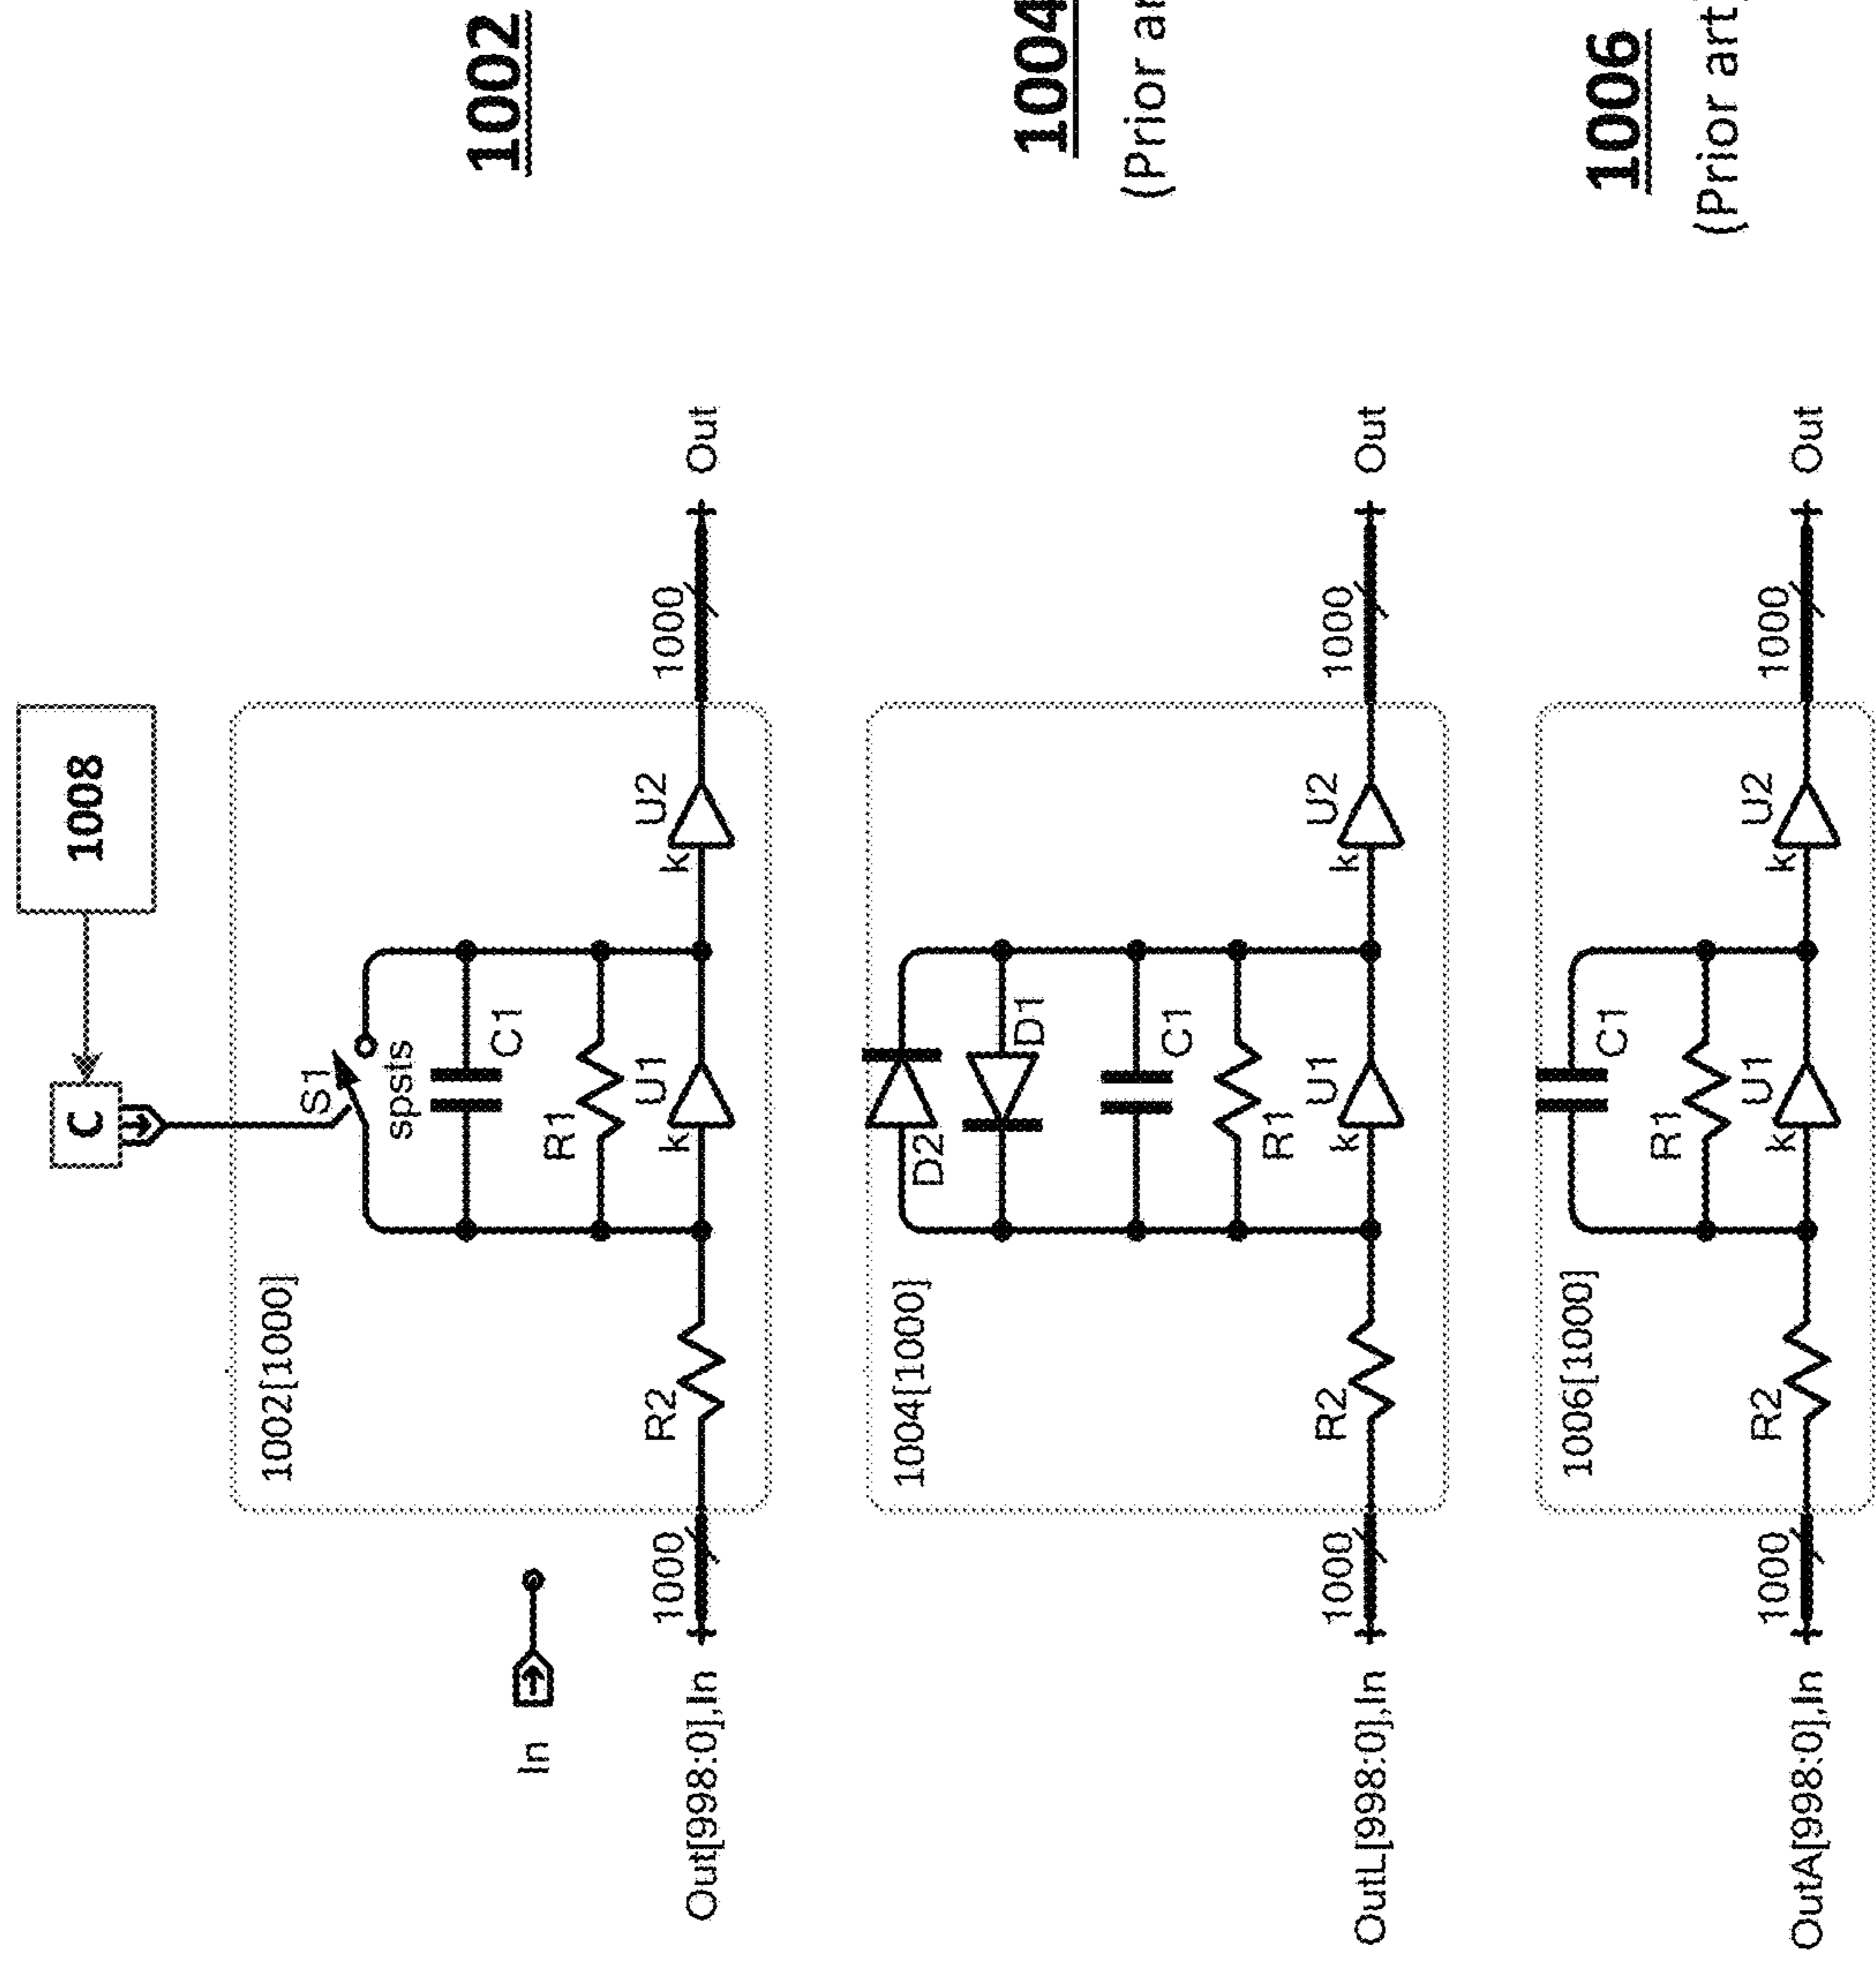 1008
C
1002[1000]
S1
spsts
C1
R1
U1
k
U2
k
R2
1000
1000
In
Out[998:0],In
Out
1002
1004[1000]
D2
D1
C1
R1
U1
k
U2
k
R2
1000
1000
OutL[998:0],In
Out
1004
(Prior ar
1006[1000]
C1
R1
U1
k
U2
k
R2
1000
1000
OutA[998:0],In
Out
1006
(Prior art